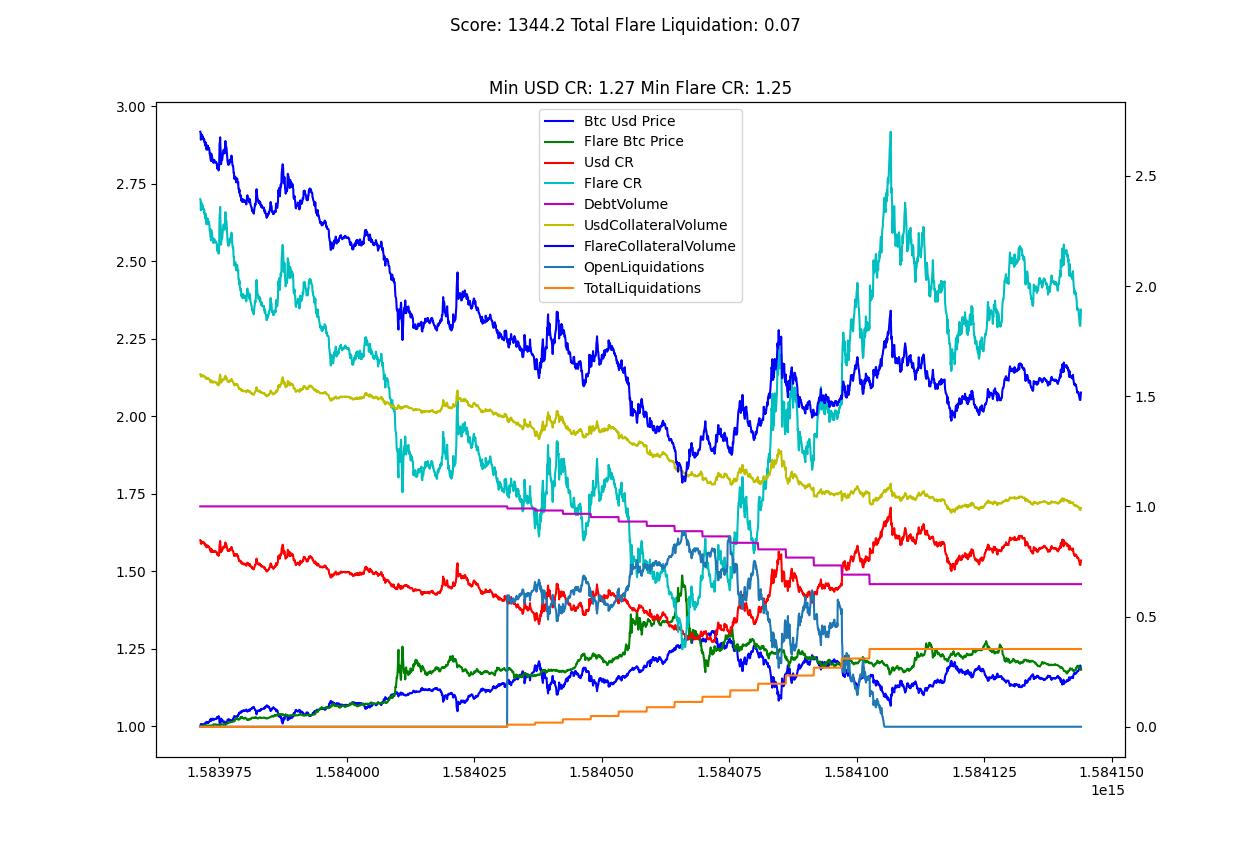 Score: 1344.2 Total Flare Liquidation: 0.07
Min USD CR: 1.27 Min Flare CR: 1.25
3.00
2.75
2.50
2.25
2.00
1.75
1.50
1.25
1.00
Btc Usd Price
Flare Btc Price
Usd CR
Flare CR
DebtVolume
UsdCollateralVolume
FlareCollateralVolume
OpenLiquidations
TotalLiquidations
2.5
2.0
1.5
1.0
0.5
0.0
1.583975
1.584000
1.584025
1.584050
1.584075
1.584100
1.584125
1.584150
1e15